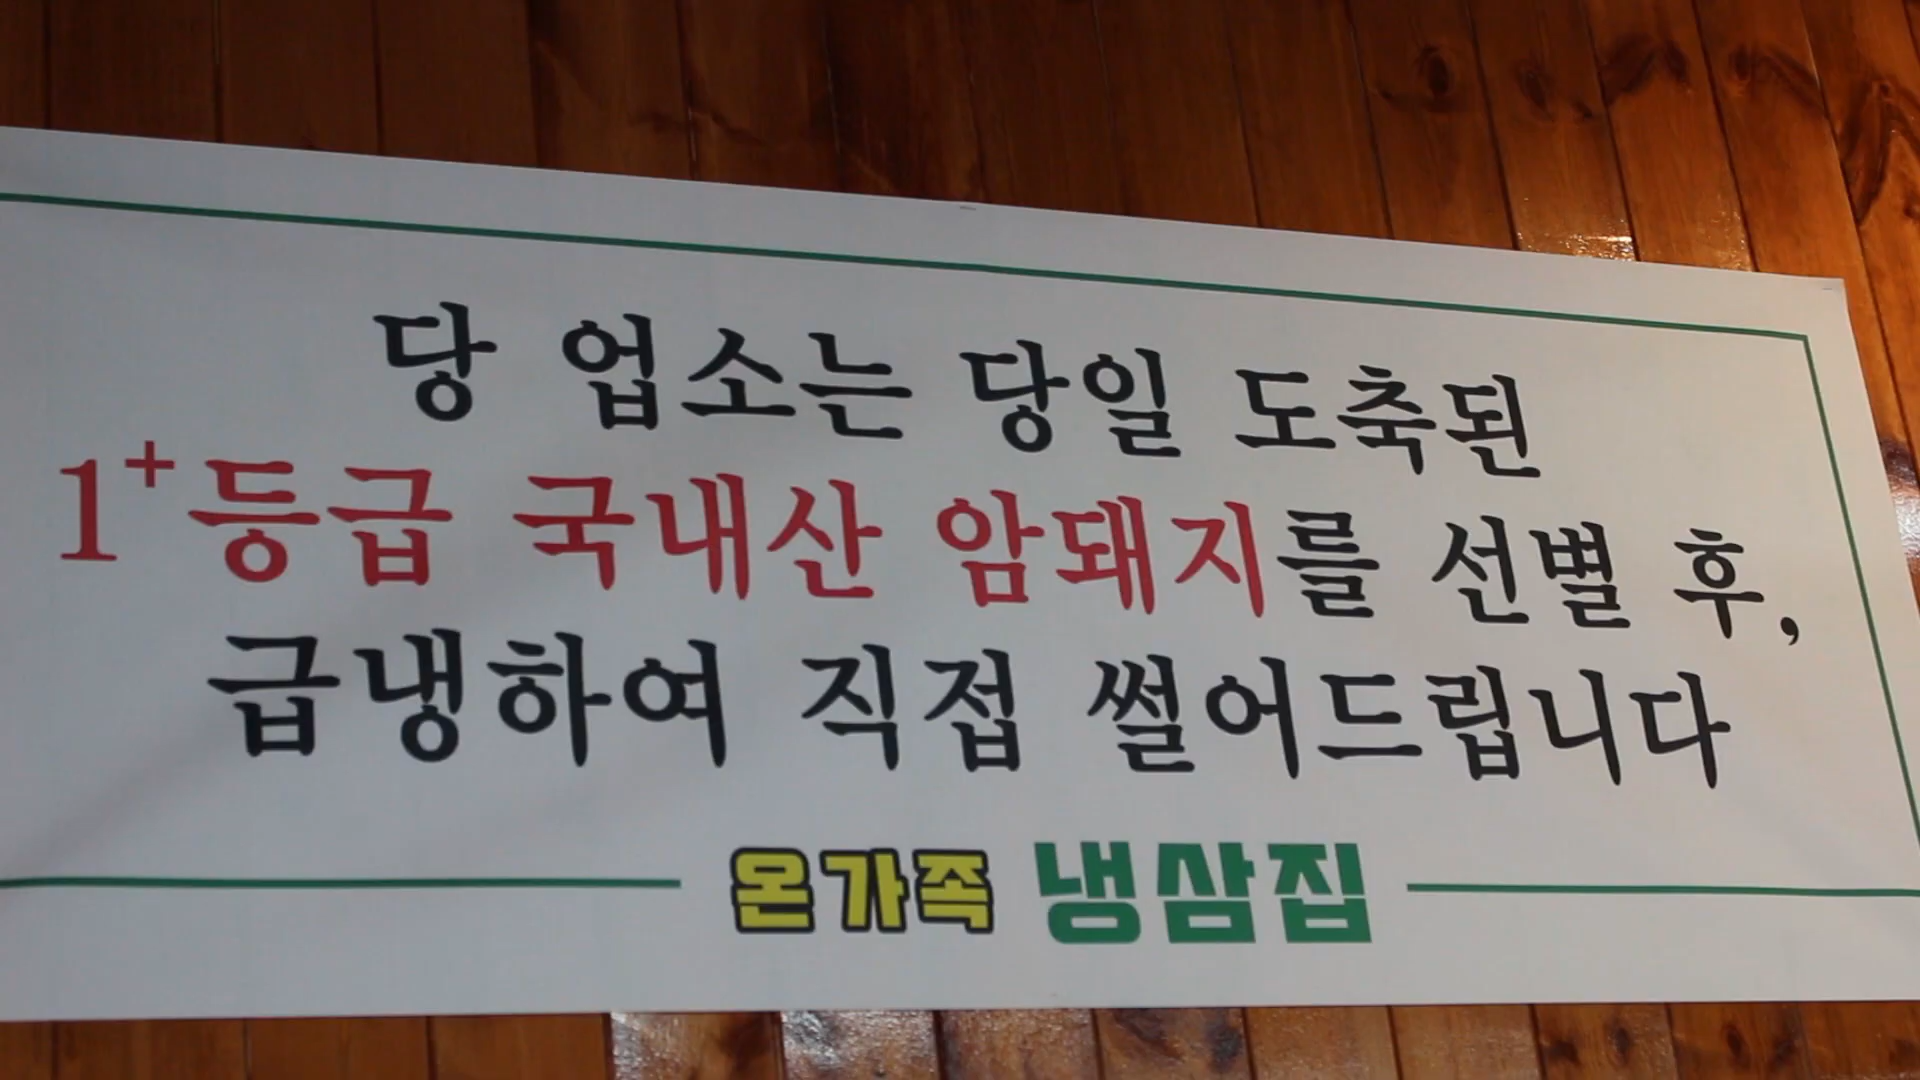 당 업소는 당일 도축된
1+등급 국내산 암돼지를 선별 후,
급냉하여 직접 썰어드립니다
온가족 냉삼집